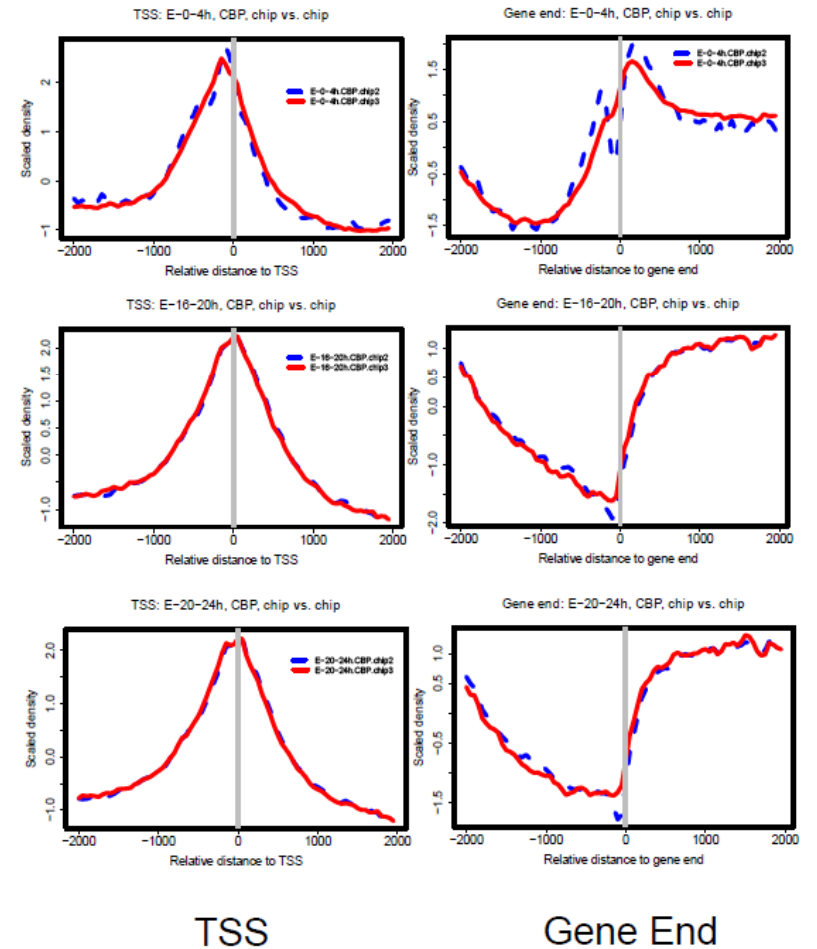 TSS: E-0-4h, CBP, chip vs. chip
Scaled density
2
1
0
-1
E-0-4h.CBP.chip2
E-0-4h.CBP.chip3
-2000 -1000 0 1000 2000
Relative distance to TSS
Gene end: E-0-4h, CBP, chip vs. chip
Scaled density
1.5
0.5
-0.5
-1.5
E-0-4h.CBP.chip2
E-0-4h.CBP.chip3
-2000 -1000 0 1000 2000
Relative distance to gene end
TSS: E-16-20h, CBP, chip vs. chip
Scaled density
2.0
1.5
1.0
0.5
0.0
-1.0
E-16-20h.CBP.chip2
E-16-20h.CBP.chip3
-2000 -1000 0 1000 2000
Relative distance to TSS
Gene end: E-16-20h, CBP, chip vs. chip
Scaled density
1.0
0.5
0.0
-1.0
-2.0
-2000 -1000 0 1000 2000
Relative distance to gene end
TSS: E-20-24h, CBP, chip vs. chip
Scaled density
2.0
1.0
0.0
-1.0
E-20-24h.CBP.chip2
E-20-24h.CBP.chip3
-2000 -1000 0 1000 2000
Relative distance to TSS
Gene end: E-20-24h, CBP, chip vs. chip
Scaled density
1.0
0.5
-0.5
-1.5
-2000 -1000 0 1000 2000
Relative distance to gene end
TSS
Gene End